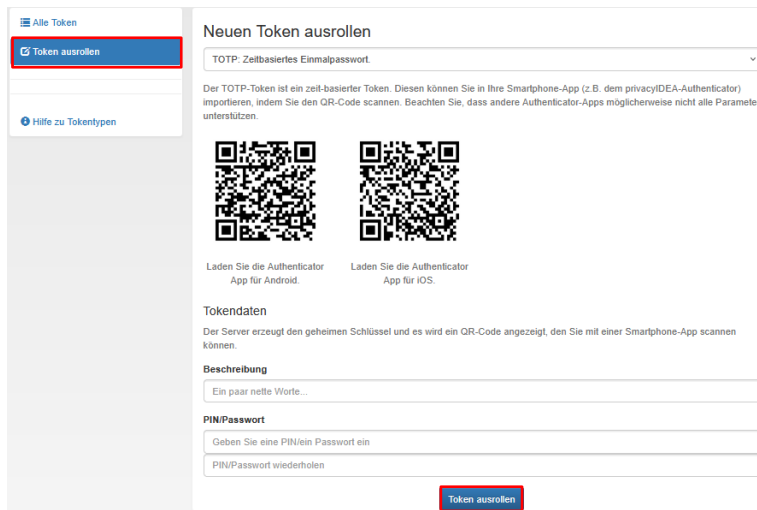 Alle Token
Token ausrollen
Hilfe zu Tokentypen
Neuen Token ausrollen
TOTP: Zeitbasiertes Einmalpasswort.
Der TOTP-Token ist ein zeit-basierter Token. Diesen können Sie in Ihre Smartphone-App (z.B. dem privacyIDEA-Authenticator)
importieren, indem Sie den QR-Code scannen. Beachten Sie, dass andere Authenticator-Apps möglicherweise nicht alle Paramete
unterstützen.
Laden Sie die Authenticator
App für Android.
Laden Sie die Authenticator
App für iOS.
Tokendaten
Der Server erzeugt den geheimen Schlüssel und es wird ein QR-Code angezeigt, den Sie mit einer Smartphone-App scannen
können.
Beschreibung
Ein paar nette Worte...
PIN/Passwort
Geben Sie eine PIN/ein Passwort ein
PIN/Passwort wiederholen
Token ausrollen